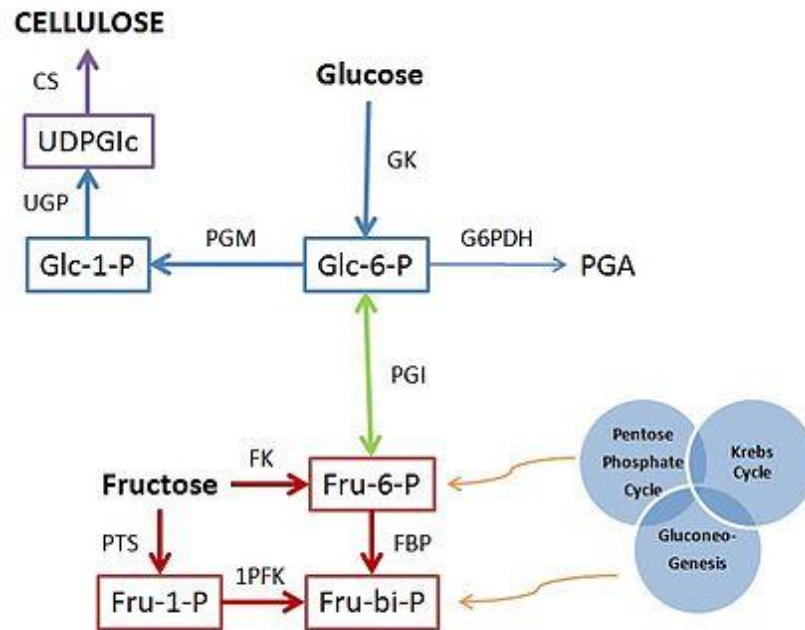 CELLULOSE
CS
Glucose
UDPGlc
GK
UGP
PGM
G6PDH
Glc-1-P
Glc-6-P
PGA
PGI
Pentose
Phosphate
Cycle
Krebs
Cycle
FK
Fructose
Fru-6-P
Gluconeo-
Genesis
PTS
FBP
1PFK
Fru-1-P
Fru-bi-P